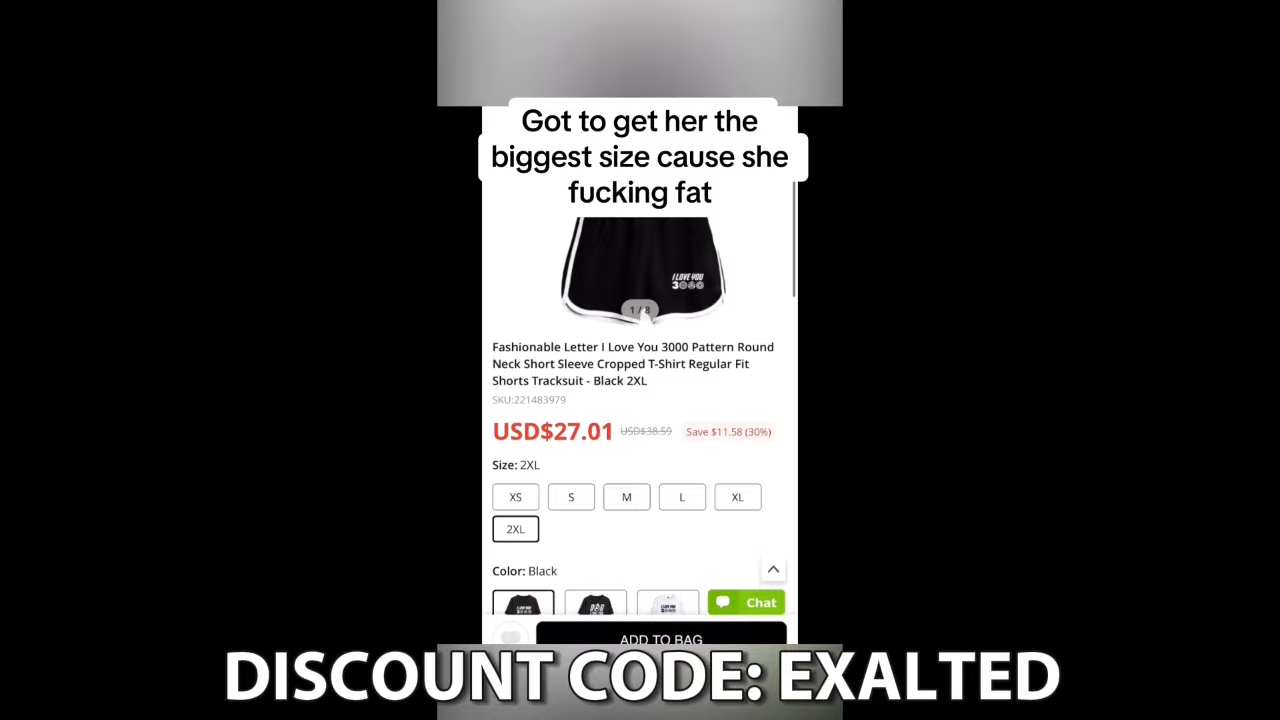 Got to get her the
biggest size cause she
fucking fat
I LOVE YOU
1 / 8
Fashionable Letter I Love You 3000 Pattern Round
Neck Short Sleeve Cropped T-Shirt Regular Fit
Shorts Tracksuit - Black 2XL
SKU:221483979
USD$27.01 USD$38.59 Save $11.58 (30%)
Size: 2XL
XS S M L XL
2XL
Color: Black
Chat
ADD TO BAG
DISCOUNT CODE: EXALTED